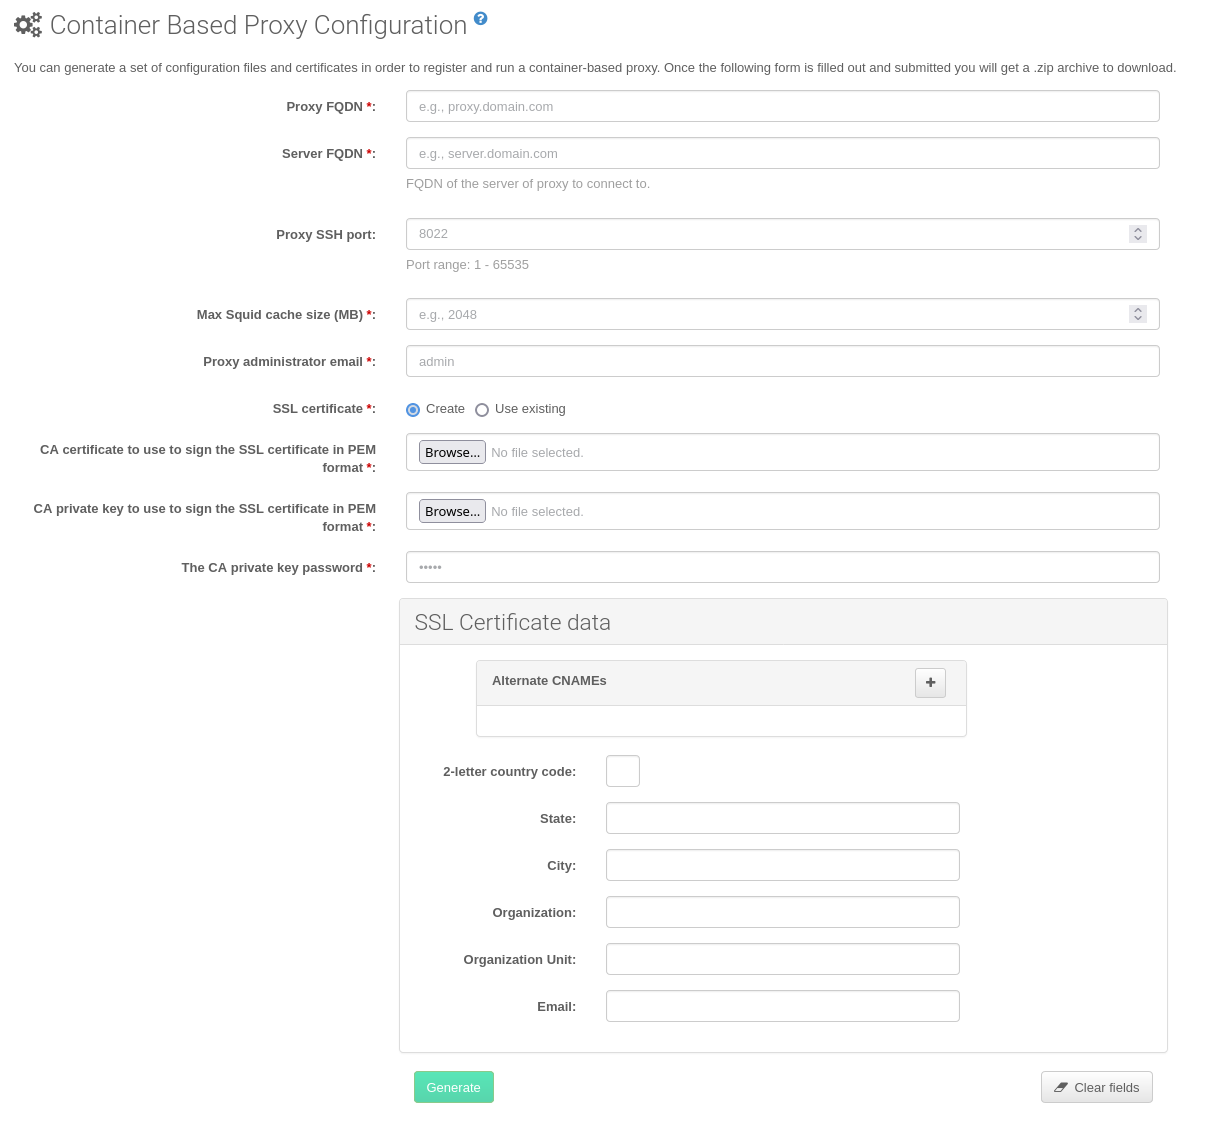 Container Based Proxy Configuration ?
You can generate a set of configuration files and certificates in order to register and run a container-based proxy. Once the following form is filled out and submitted you will get a .zip archive to download.
Proxy FQDN *: e.g., proxy.domain.com
Server FQDN *: e.g., server.domain.com
FQDN of the server of proxy to connect to.
Proxy SSH port: 8022
Port range: 1 - 65535
Max Squid cache size (MB) *: e.g., 2048
Proxy administrator email *: admin
SSL certificate *: Create Use existing
CA certificate to use to sign the SSL certificate in PEM
format *:
Browse... No file selected.
CA private key to use to sign the SSL certificate in PEM
format *:
Browse... No file selected.
The CA private key password *: •••••
SSL Certificate data
Alternate CNAMEs
2-letter country code:
State:
City:
Organization:
Organization Unit:
Email:
Generate Clear fields